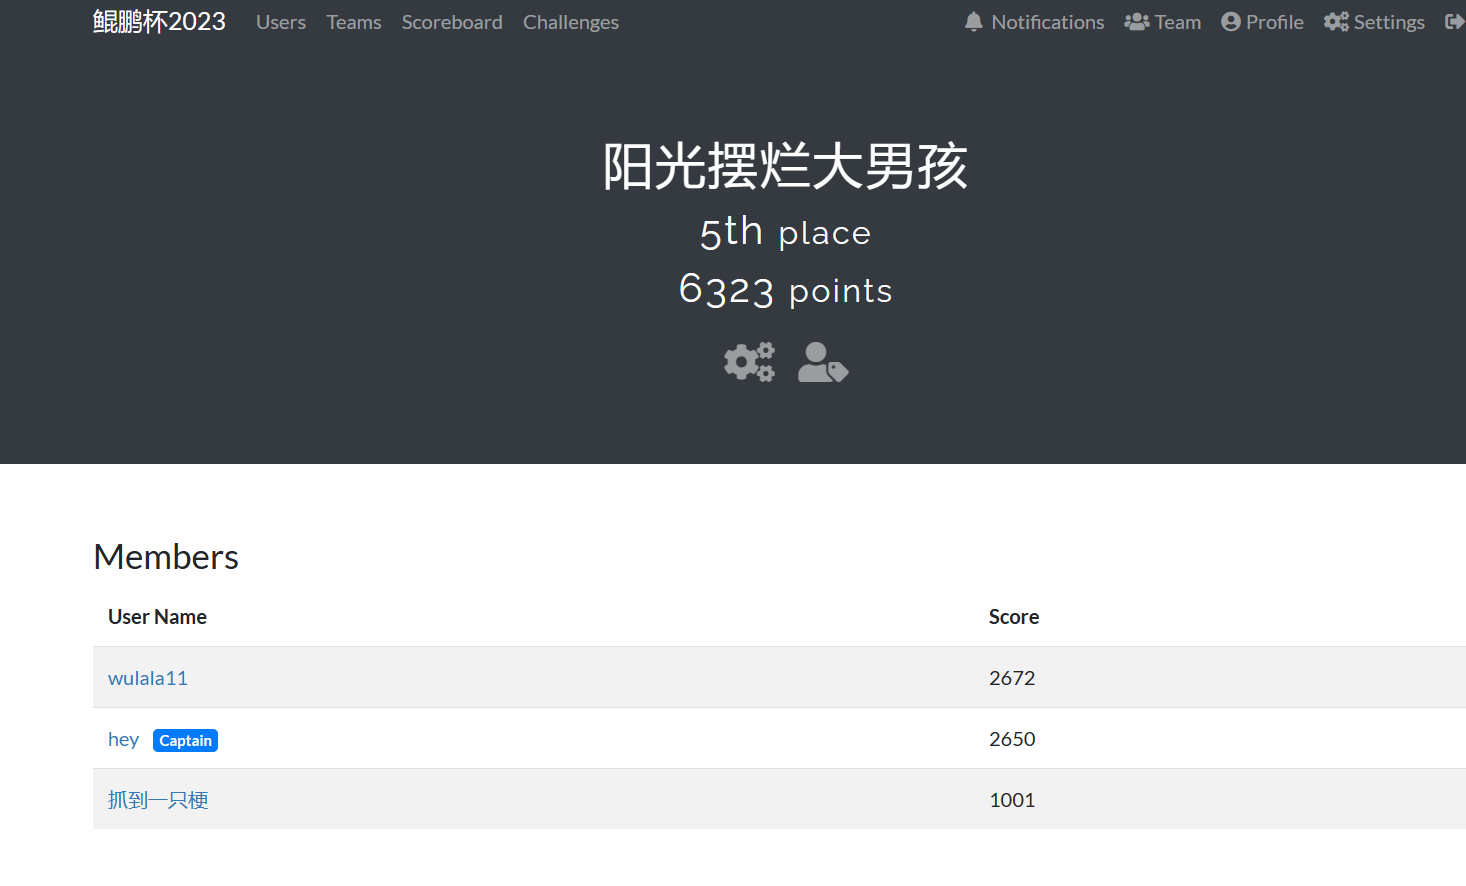 鲲鹏杯2023 Users Teams Scoreboard Challenges Notifications Team Profile Settings
阳光摆烂大男孩
5th place
6323 points
Members
User Name Score
wulala11 2672
hey Captain 2650
抓到一只梗 1001